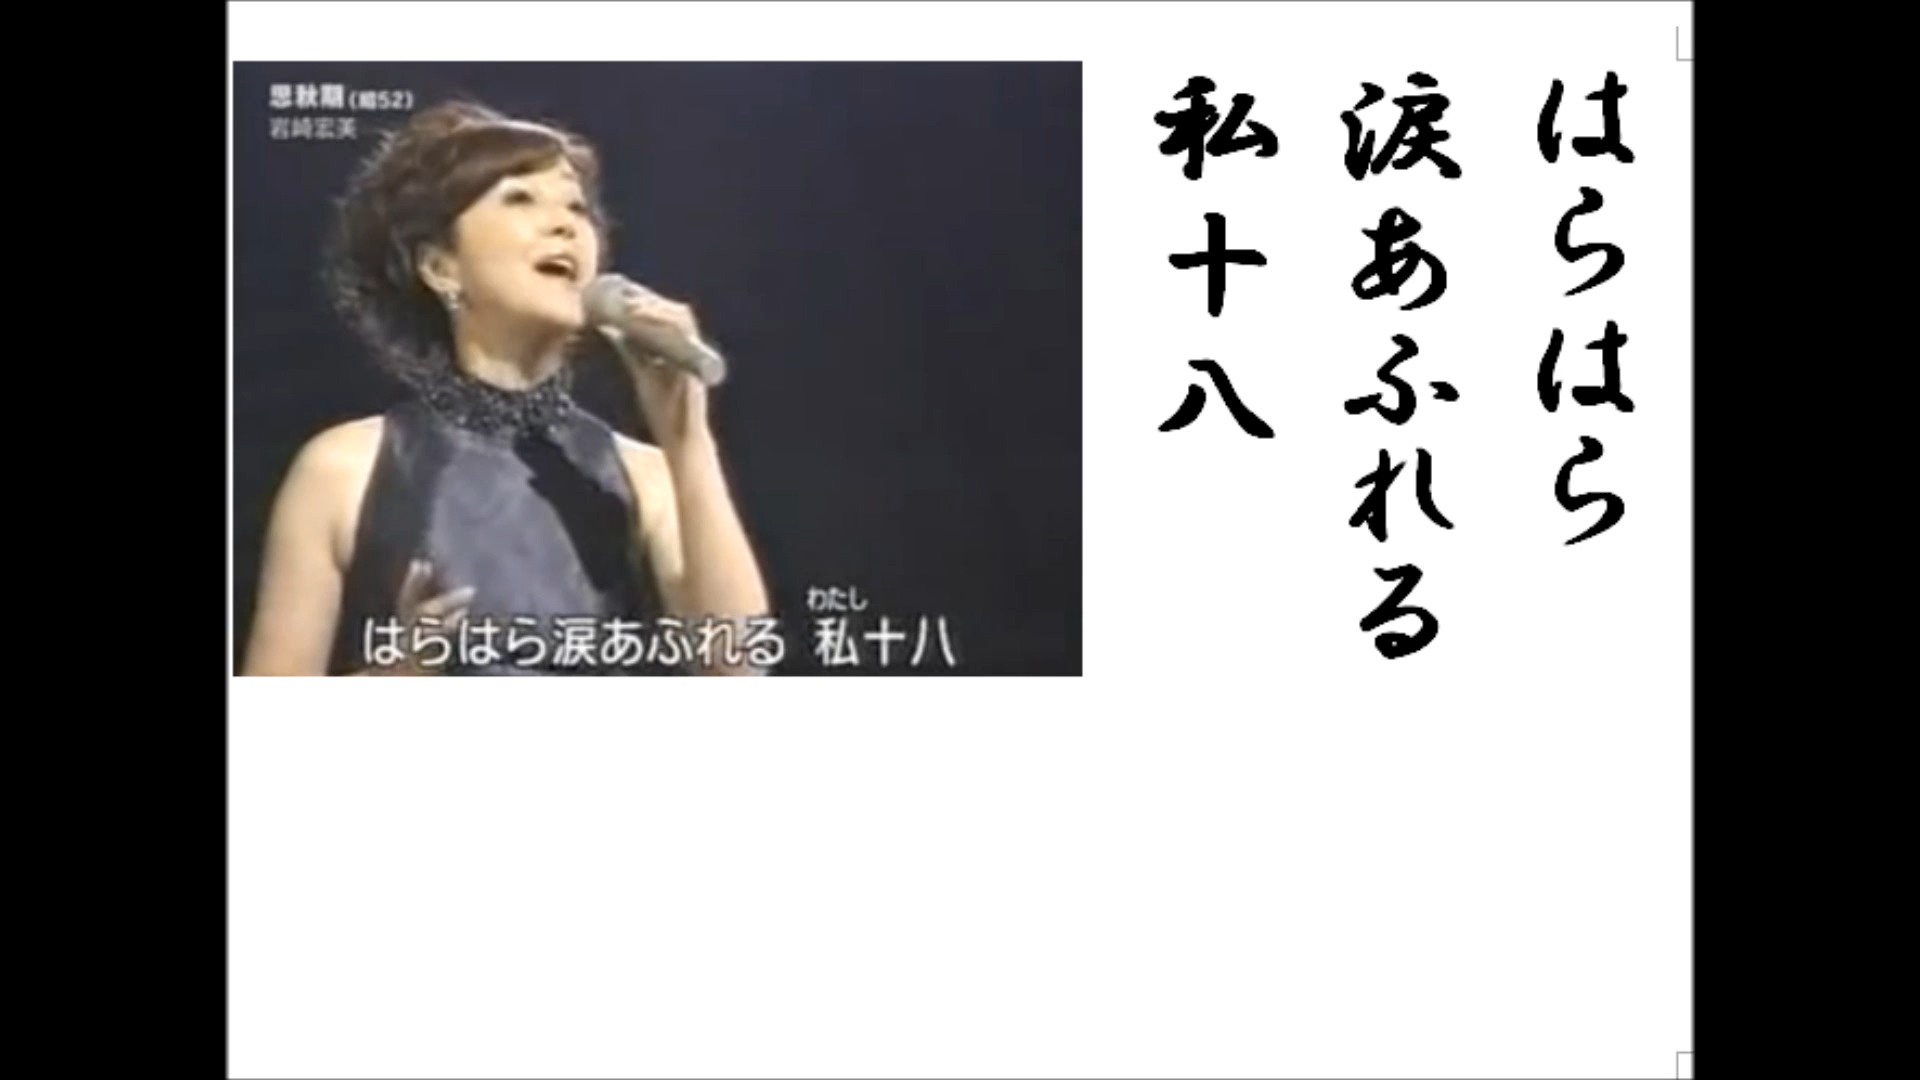 思秋期(昭52)
岩崎宏美
わたし
はらはら涙あふれる 私十八
はらはら
涙あふれる
私十八